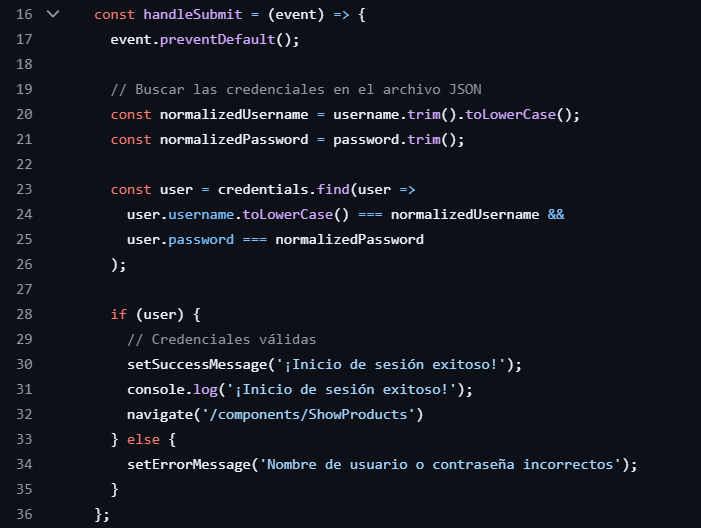 16 const handleSubmit = (event) => {
17 event.preventDefault();
18
19 // Buscar las credenciales en el archivo JSON
20 const normalizedUsername = username.trim().toLowerCase();
21 const normalizedPassword = password.trim();
22
23 const user = credentials.find(user =>
24 user.username.toLowerCase() === normalizedUsername &&
25 user.password === normalizedPassword
26 );
27
28 if (user) {
29 // Credenciales válidas
30 setSuccessMessage('¡Inicio de sesión exitoso!');
31 console.log('¡Inicio de sesión exitoso!');
32 navigate('/components/ShowProducts')
33 } else {
34 setErrorMessage('Nombre de usuario o contraseña incorrectos');
35 }
36 };